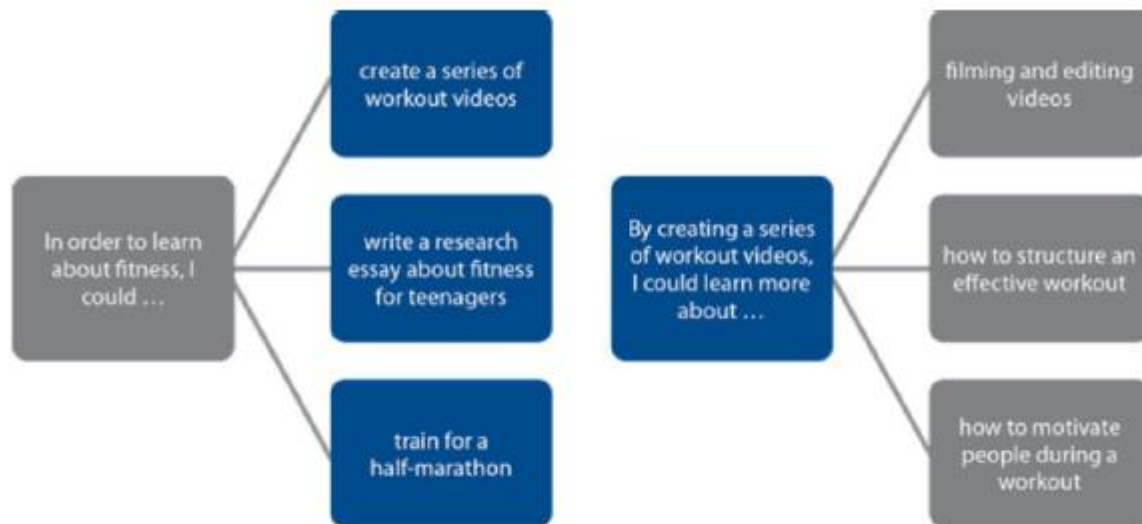 In order to learn
about fitness, I
could …
create a series of
workout videos
write a research
essay about fitness
for teenagers
train for a
half-marathon
By creating a series
of workout videos,
I could learn more
about …
filming and editing
videos
how to structure an
effective workout
how to motivate
people during a
workout